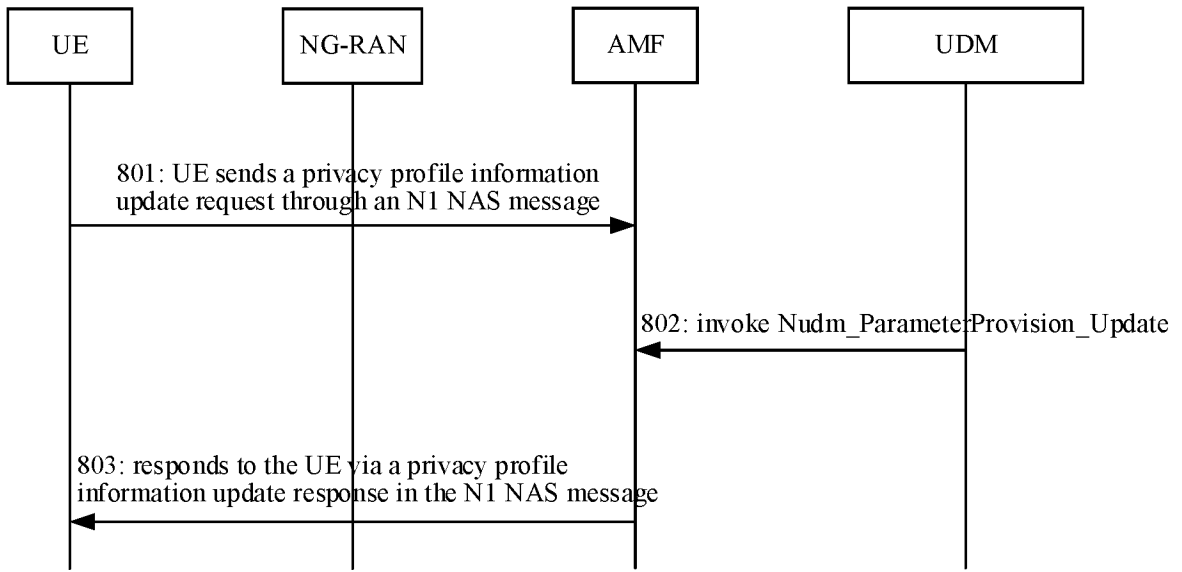 UE
NG-RAN
AMF
UDM
801: UE sends a privacy profile information
update request through an N1 NAS message
802: invoke Nudm_ParameterProvision_Update
803: responds to the UE via a privacy profile
information update response in the N1 NAS message